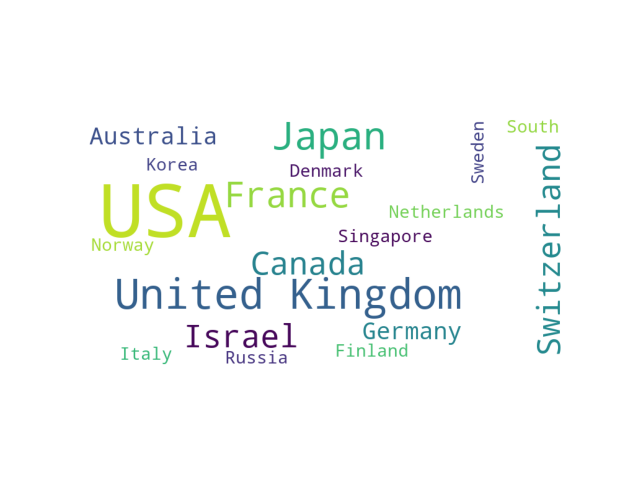 South
Japan
Australia
Sweden
Korea
Denmark
Switzerland
France
USA
Netherlands
Singapore
Norway
Canada
United Kingdom
Israel
Germany
Finland
Italy
Russia